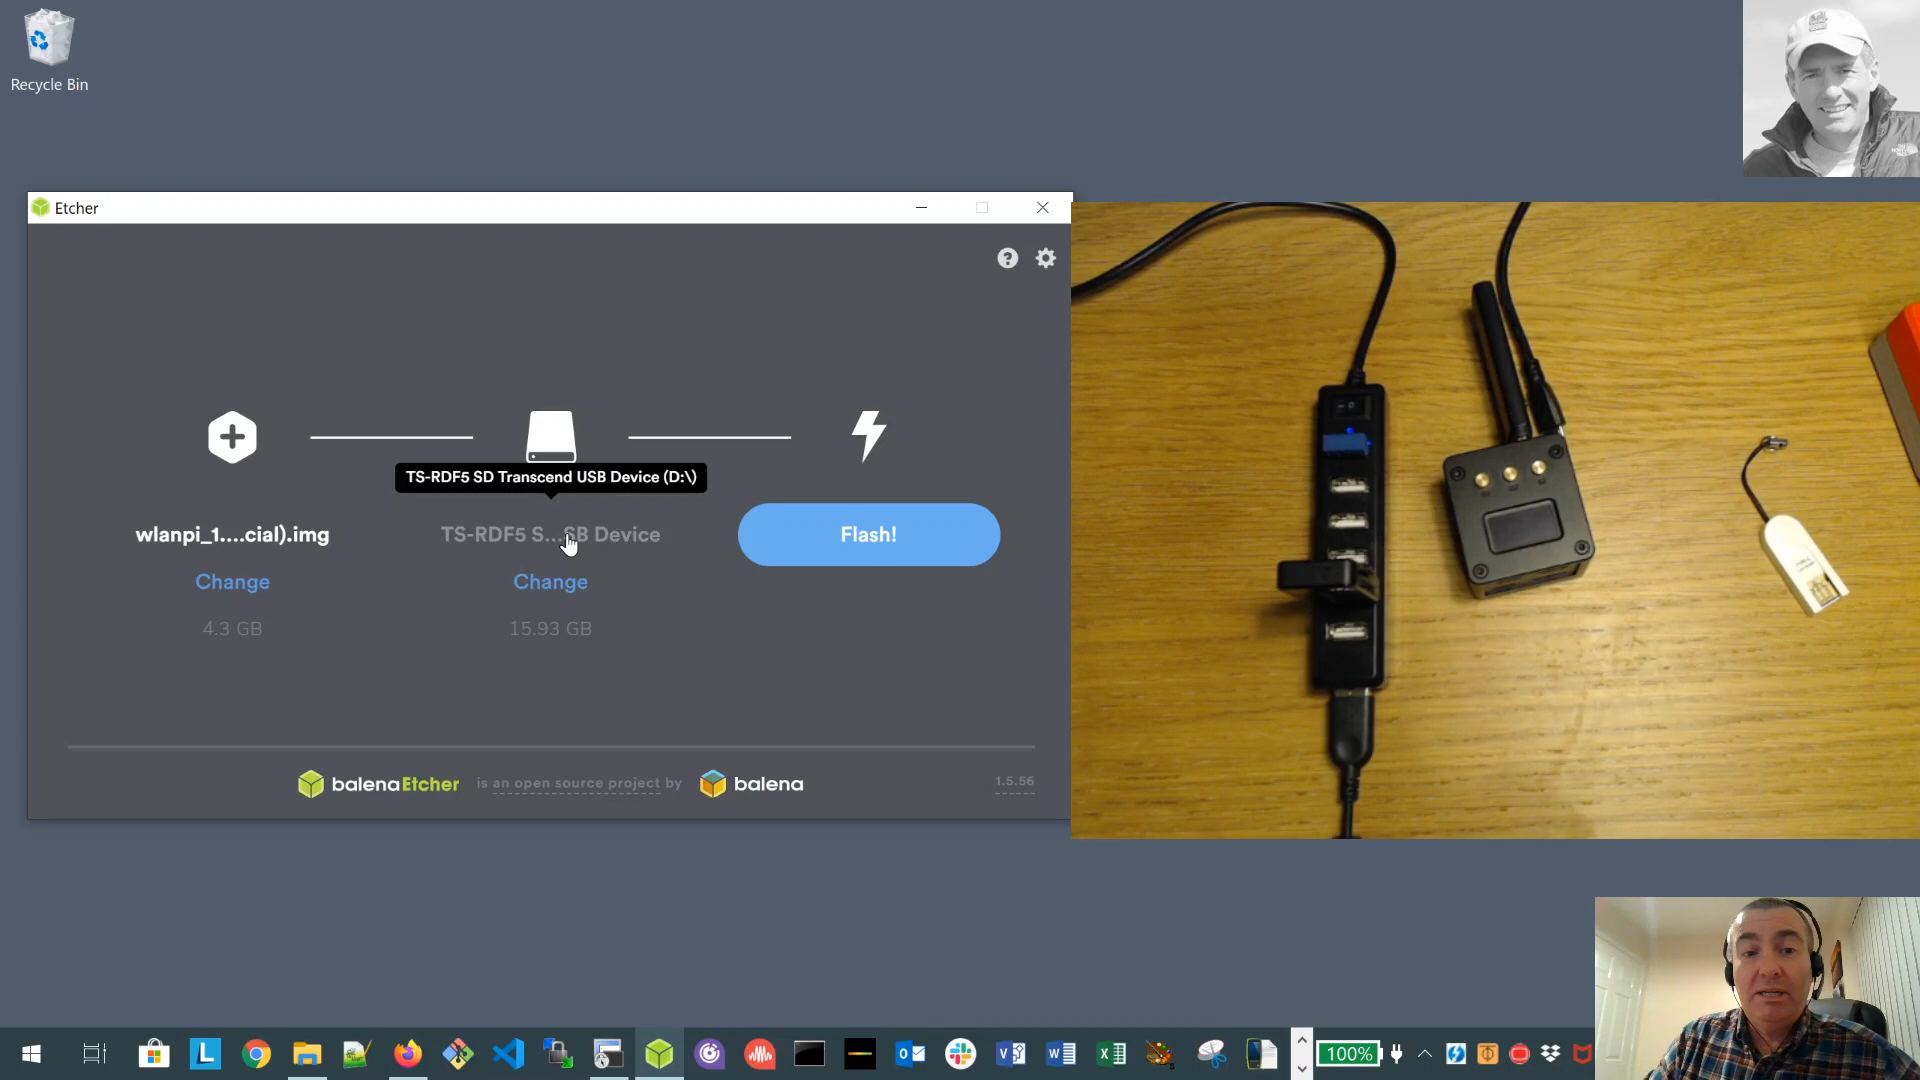 Recycle Bin
Etcher
TS-RDF5 SD Transcend USB Device (D:\)
wlanpi_1....cial).img
TS-RDF5 S...SB Device
Flash!
Change
Change
4.3 GB
15.93 GB
balenaEtcher is an open source project by balena
1.5.56
100%